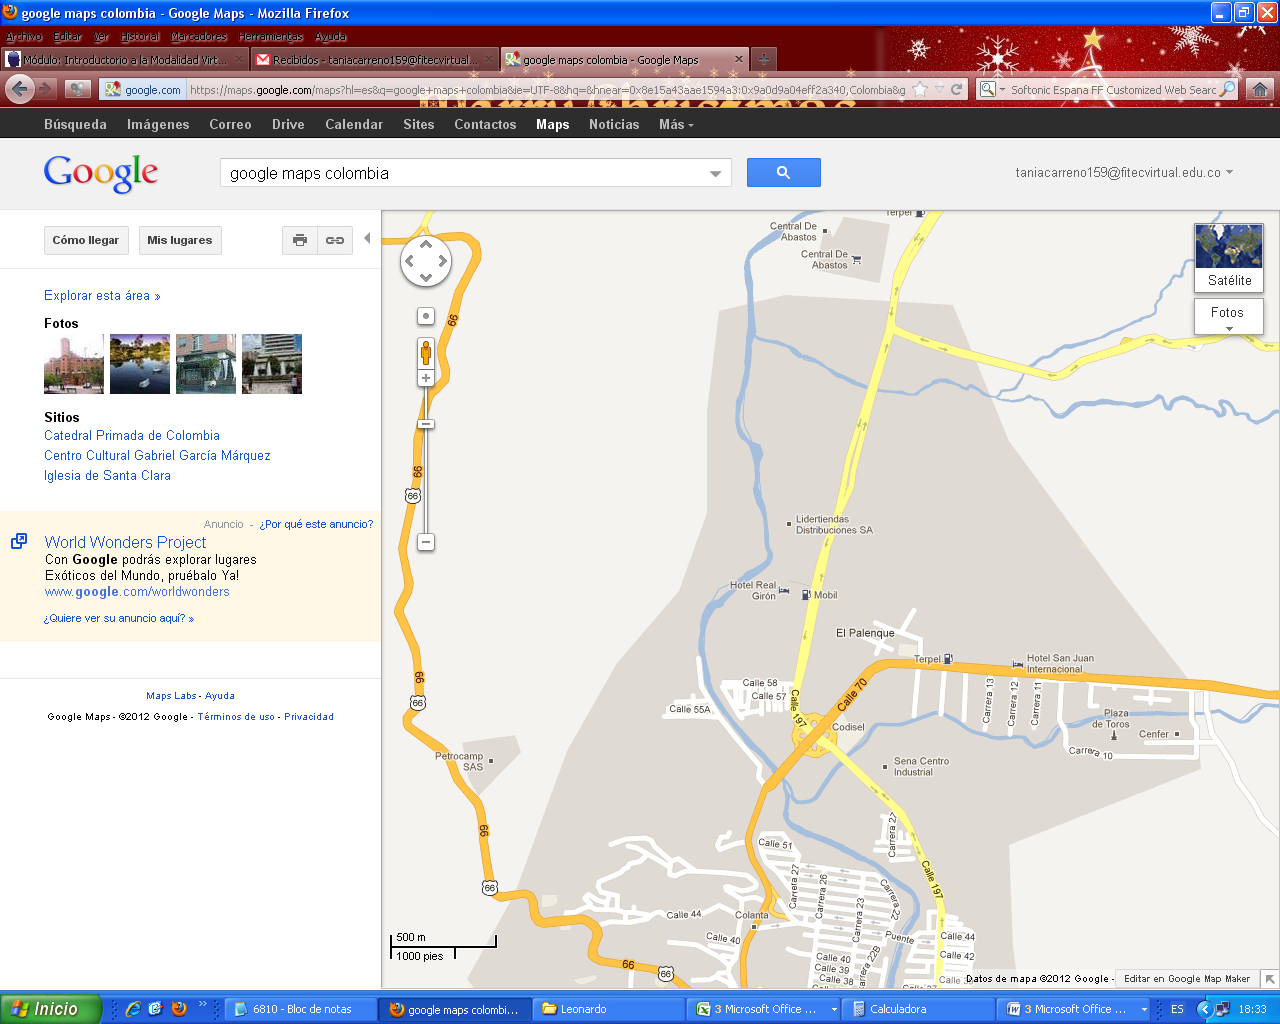 google maps colombia - Google Maps - Mozilla Firefox
Archivo Editar Ver Historial Marcadores Herramientas Ayuda
Módulo: Introductorio a la Modalidad Virt...
Recibidos - taniacarreno159@fitecvirtual...
google maps colombia - Google Maps
google.com
https://maps.google.com/maps?hl=es&q=google+maps+colombia&ie=UTF-8&hq=&hnear=0x8e15a43aae1594a3:0x9a0d9a04eff2a340,Colombia&g
Softonic Espana FF Customized Web Searc
Búsqueda Imágenes Correo Drive Calendar Sites Contactos Maps Noticias Más
Google
google maps colombia
taniacarreno159@fitecvirtual.edu.co
Cómo llegar
Mis lugares
Explorar esta área »
Fotos
Sitios
Catedral Primada de Colombia
Centro Cultural Gabriel García Márquez
Iglesia de Santa Clara
Anuncio - ¿Por qué este anuncio?
World Wonders Project
Con Google podrás explorar lugares
Exóticos del Mundo, pruébalo Ya!
www.google.com/worldwonders
¿Quiere ver su anuncio aquí? »
Maps Labs - Ayuda
Google Maps - ©2012 Google - Términos de uso - Privacidad
Satélite
Fotos
Terpel
Central De
Abastos
Central De
Abastos
66
66
66
Lidertiendas
Distribuciones SA
Hotel Real
Girón
Mobil
El Palenque
Terpel
Hotel San Juan
Internacional
66
66
Calle 58
Calle 57
Calle 55A
Calle 197
Calle 70
Codisel
Carrera 13
Carrera 12
Carrera 11
Plaza
de Toros
Cenfer
Carrera 10
Petrocamp
SAS
Sena Centro
Industrial
66
66
Calle 51
Carrera 27
Carrera 27
Carrera 26
Carrera 23
Calle 197
Calle 44
Colanta
Calle 40
Puente
Carrera 22B
Calle 44
Calle 42
Calle 40
Calle 39
Calle 38
66
66
500 m
1000 pies
Datos de mapa ©2012 Google -
Editar en Google Map Maker
Inicio
6810 - Bloc de notas
google maps colombi...
Leonardo
3 Microsoft Office ...
Calculadora
3 Microsoft Office ...
ES
18:33